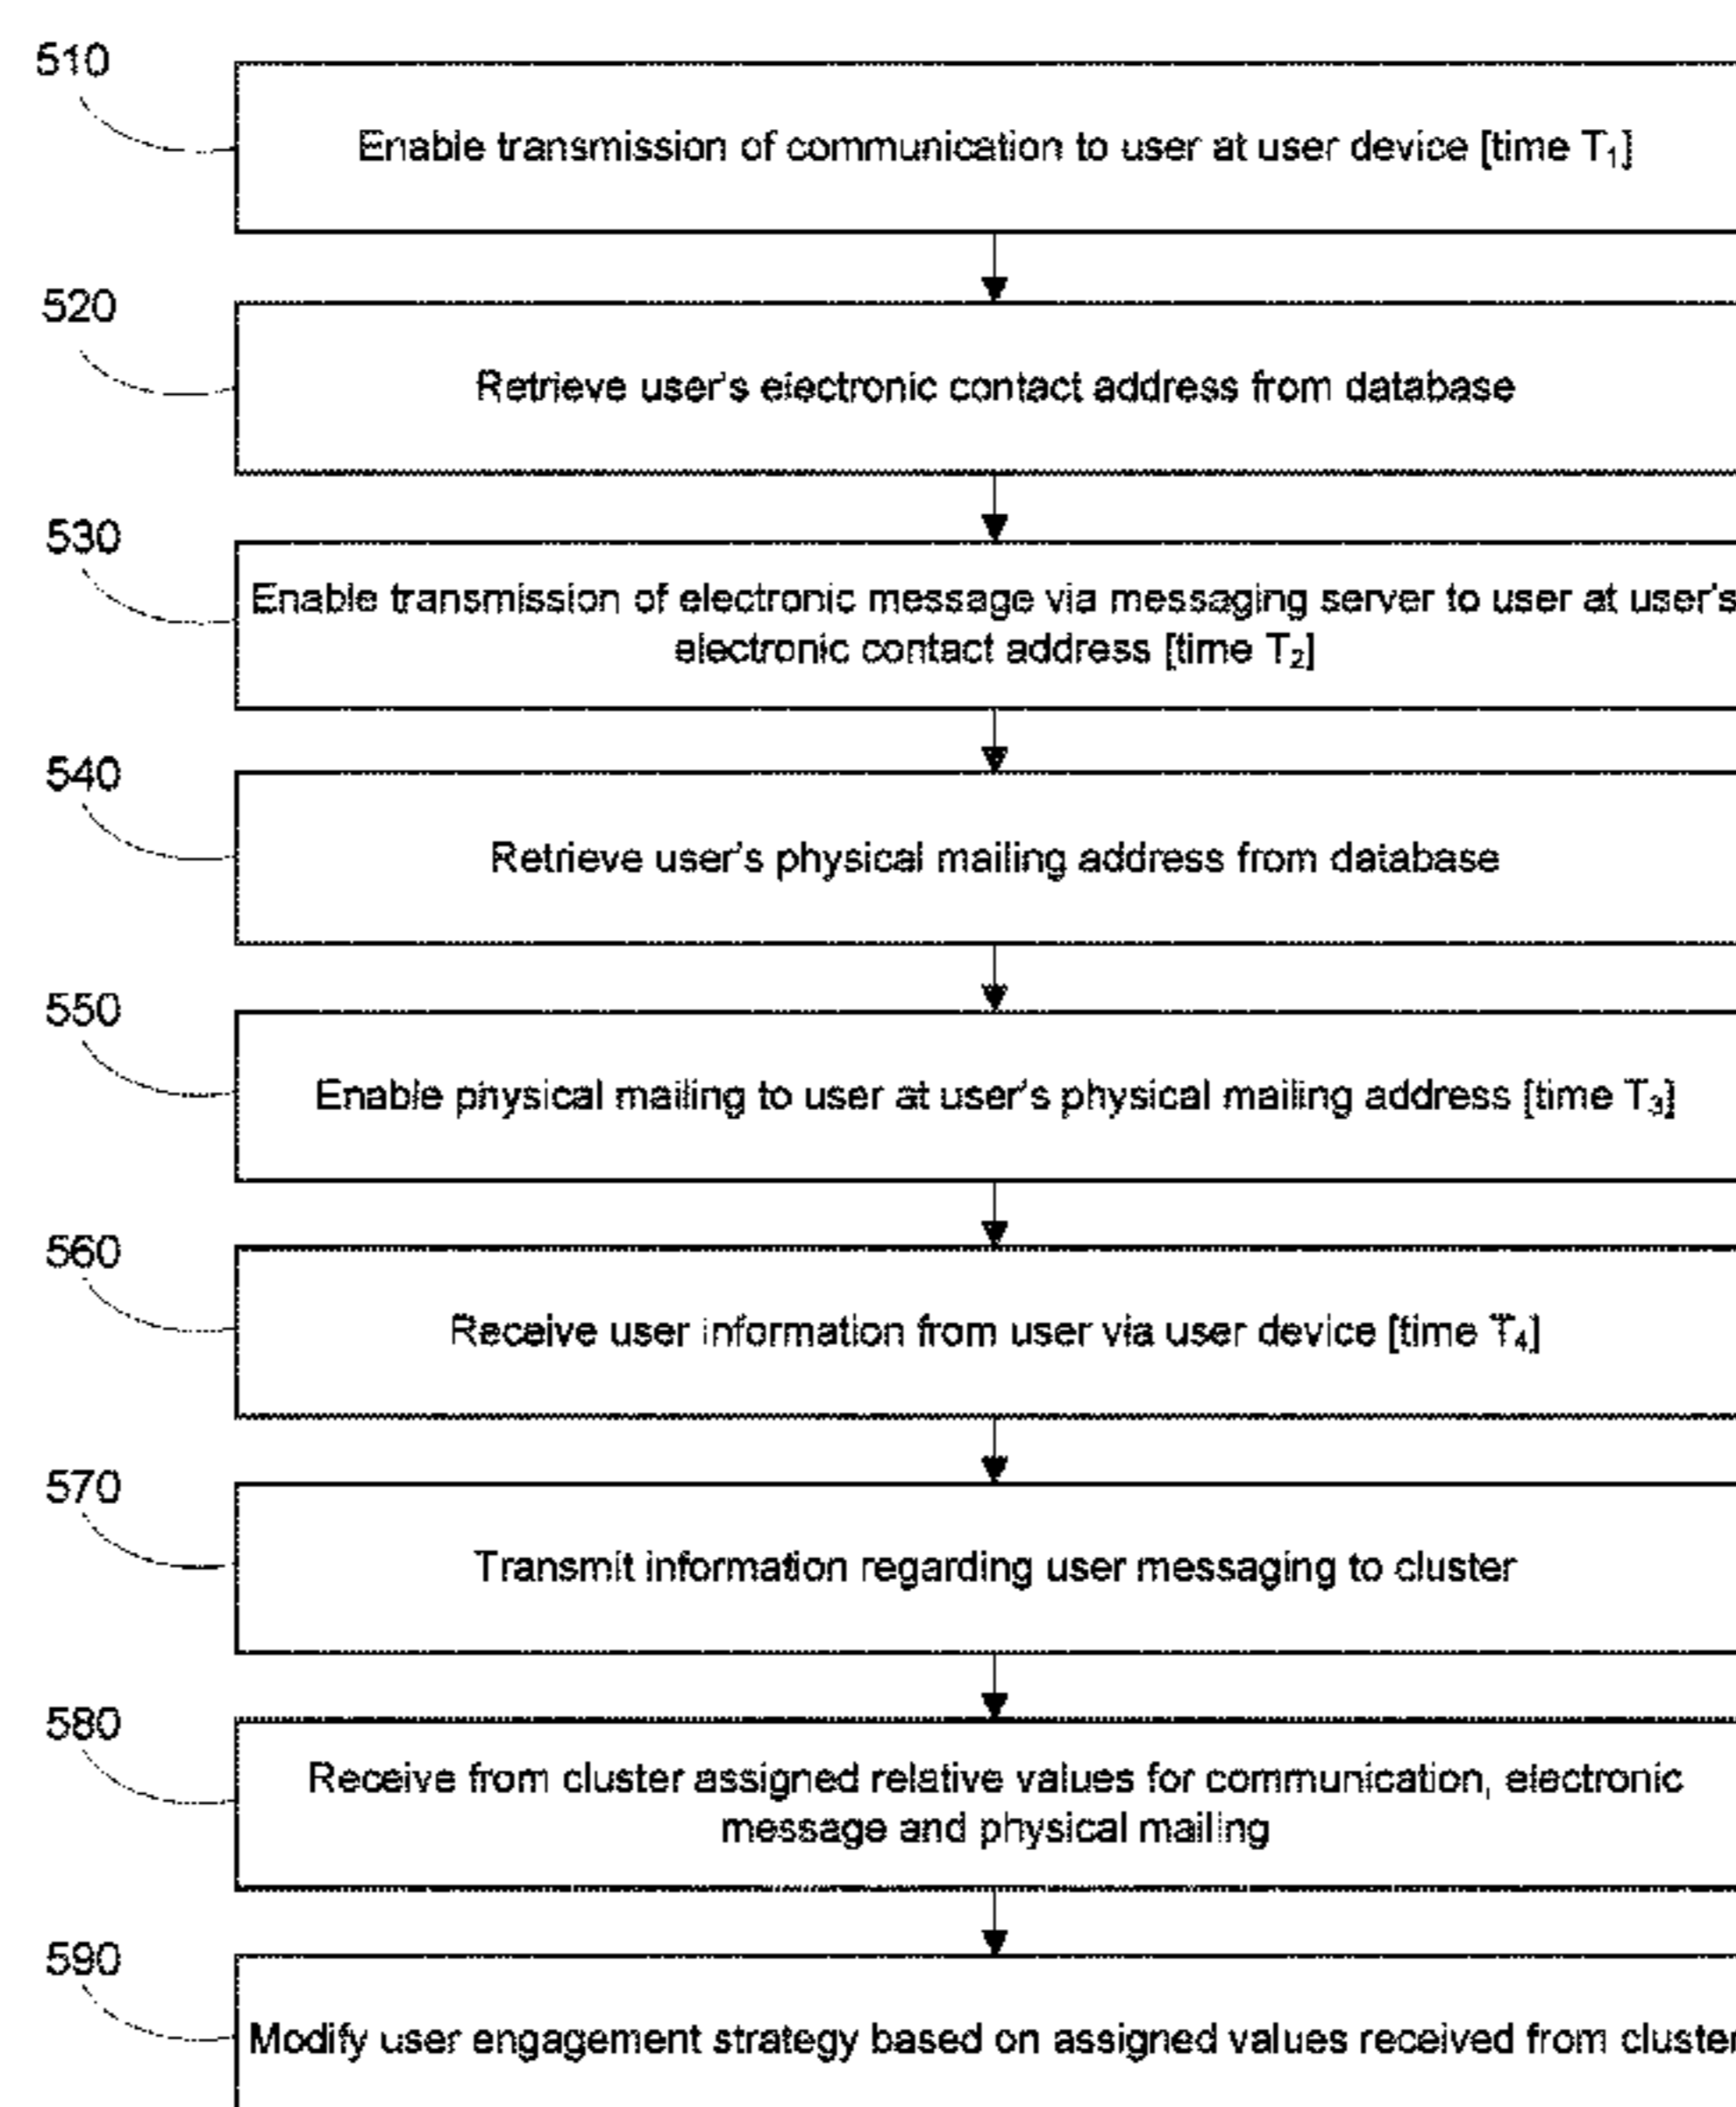 510
Enable transmission of communication to user at user device [time T₁]
520
Retrieve user's electronic contact address from database
530
Enable transmission of electronic message via messaging server to user at user's
electronic contact address [time T₂]
540
Retrieve user's physical mailing address from database
550
Enable physical mailing to user at user's physical mailing address [time T₃]
560
Receive user information from user via user device [time T₄]
570
Transmit information regarding user messaging to cluster
580
Receive from cluster assigned relative values for communication, electronic
message and physical mailing
590
Modify user engagement strategy based on assigned values received from cluster